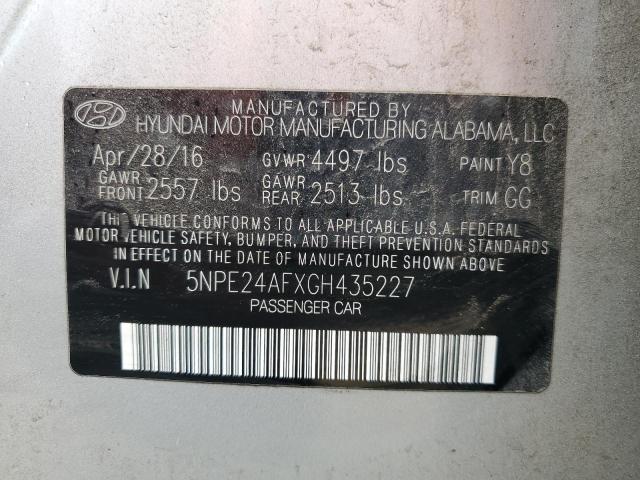 MANUFACTURED BY
HYUNDAI MOTOR MANUFACTURING ALABAMA, LLC
Apr/28/16 GVWR 4497 lbs PAINT Y8
GAWR FRONT 2557 lbs GAWR REAR 2513 lbs TRIM GG
THIS VEHICLE CONFORMS TO ALL APPLICABLE U.S.A. FEDERAL
MOTOR VEHICLE SAFETY, BUMPER, AND THEFT PREVENTION STANDARDS
IN EFFECT ON THE DATE OF MANUFACTURE SHOWN ABOVE.
V.I.N 5NPE24AFXGH435227
PASSENGER CAR